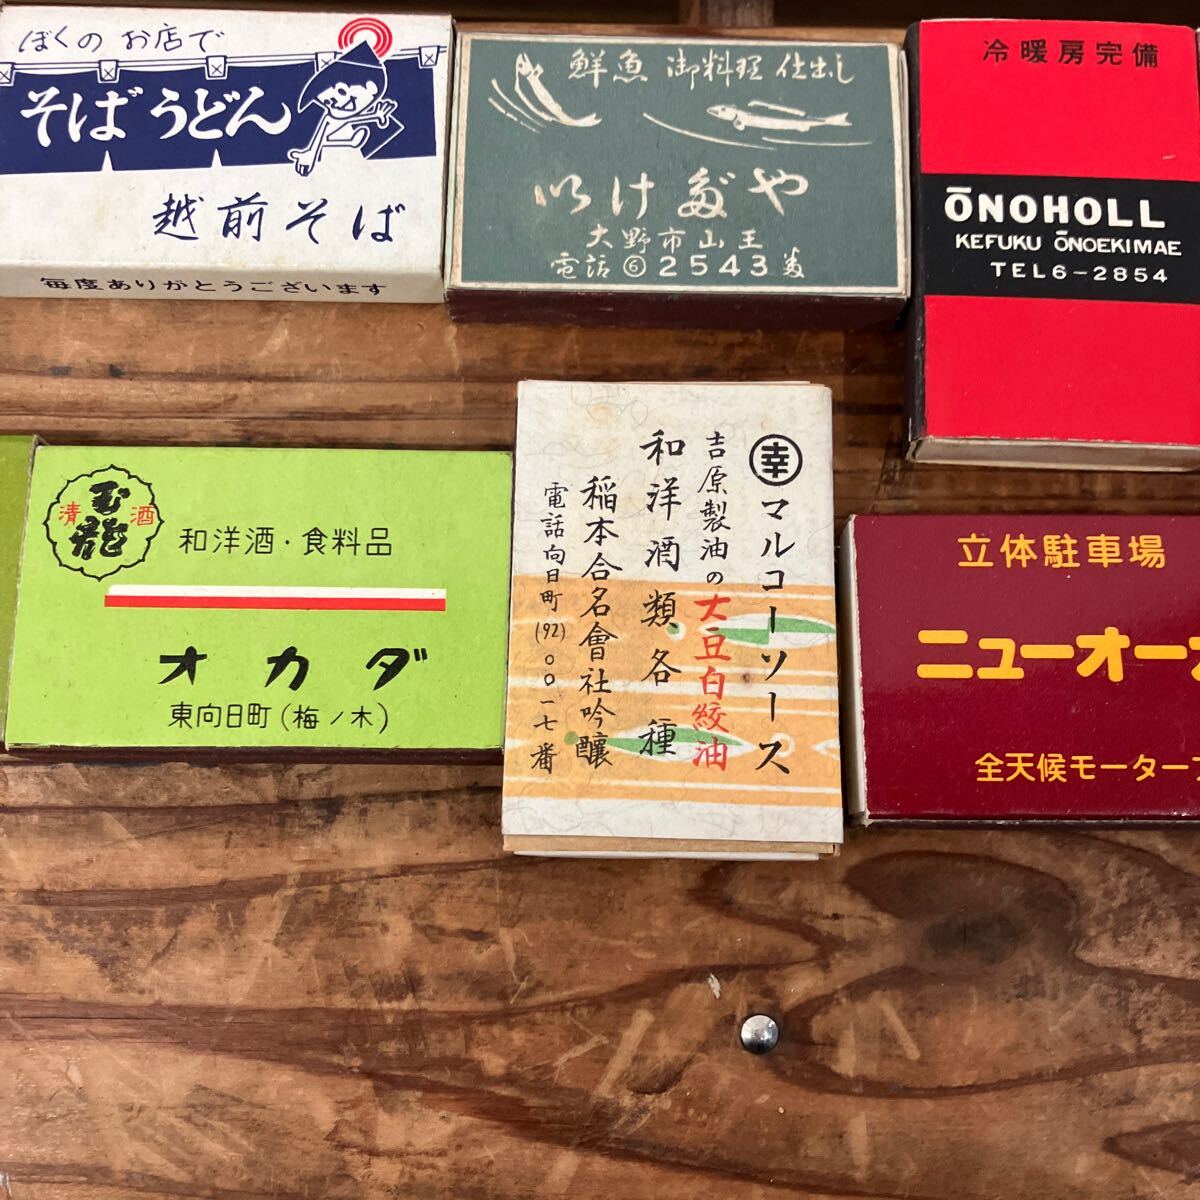 ぼくのお店で
そばうどん
越前そば
毎度ありがとうございます
鮮魚 御料理 仕出し
いけだや
大野市山王
電話⑥2543番
冷暖房完備
ŌNOHOLL
KEFUKU ŌNOEKIMAE
TEL6-2854
清酒
玉龍
和洋酒・食料品
オカダ
東向日町(梅ノ木)
幸 マルコーソース
吉原製油の大豆白絞油
和洋酒類各種
稲本合名會社吟醸
電話向日町(92)〇〇一七番
立体駐車場
ニューオー
全天候モーター